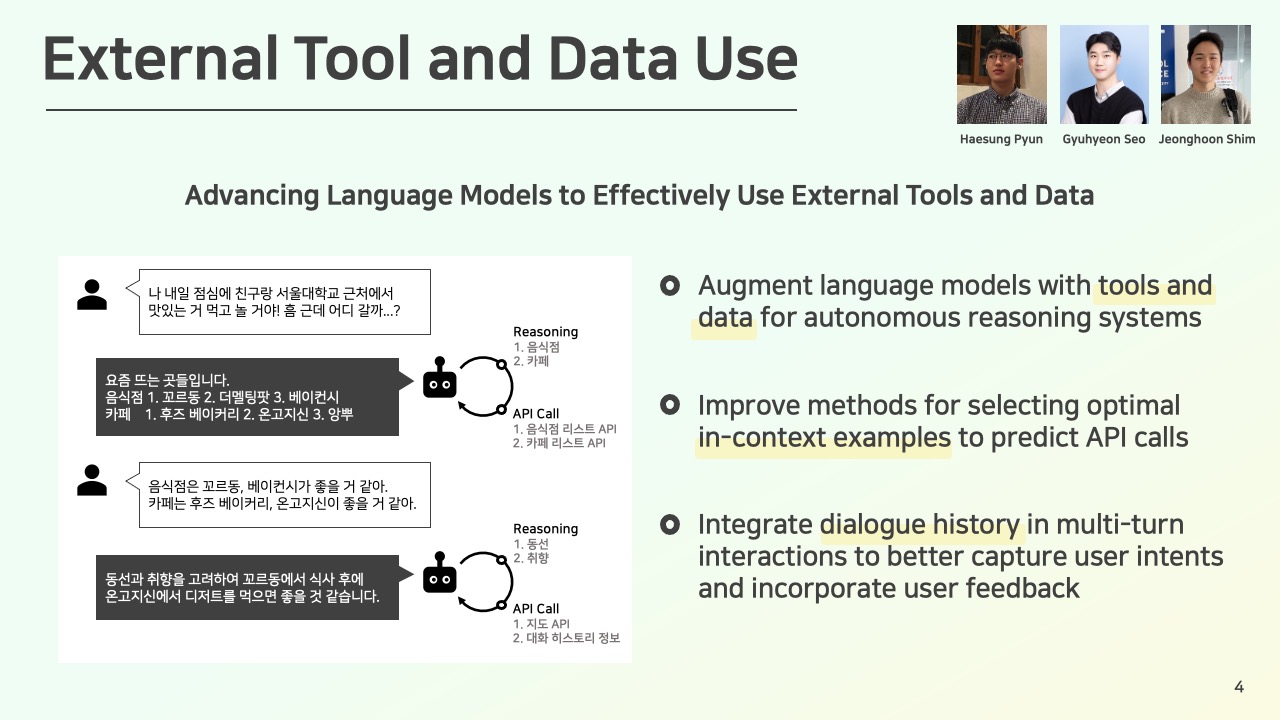 External Tool and Data Use
Haesung Pyun
Gyuhyeon Seo
Jeonghoon Shim
Advancing Language Models to Effectively Use External Tools and Data
나 내일 점심에 친구랑 서울대학교 근처에서
맛있는 거 먹고 놀 거야! 흠 근데 어디 갈까...?
Reasoning
1. 음식점
2. 카페
요즘 뜨는 곳들입니다.
음식점 1. 꼬르동 2. 더멜팅팟 3. 베이컨시
카페 1. 후즈 베이커리 2. 온고지신 3. 앙뿌
API Call
1. 음식점 리스트 API
2. 카페 리스트 API
음식점은 꼬르동, 베이컨시가 좋을 거 같아.
카페는 후즈 베이커리, 온고지신이 좋을 거 같아.
Reasoning
1. 동선
2. 취향
동선과 취향을 고려하여 꼬르동에서 식사 후에
온고지신에서 디저트를 먹으면 좋을 것 같습니다.
API Call
1. 지도 API
2. 대화 히스토리 정보
Augment language models with tools and
data for autonomous reasoning systems
Improve methods for selecting optimal
in-context examples to predict API calls
Integrate dialogue history in multi-turn
interactions to better capture user intents
and incorporate user feedback
4